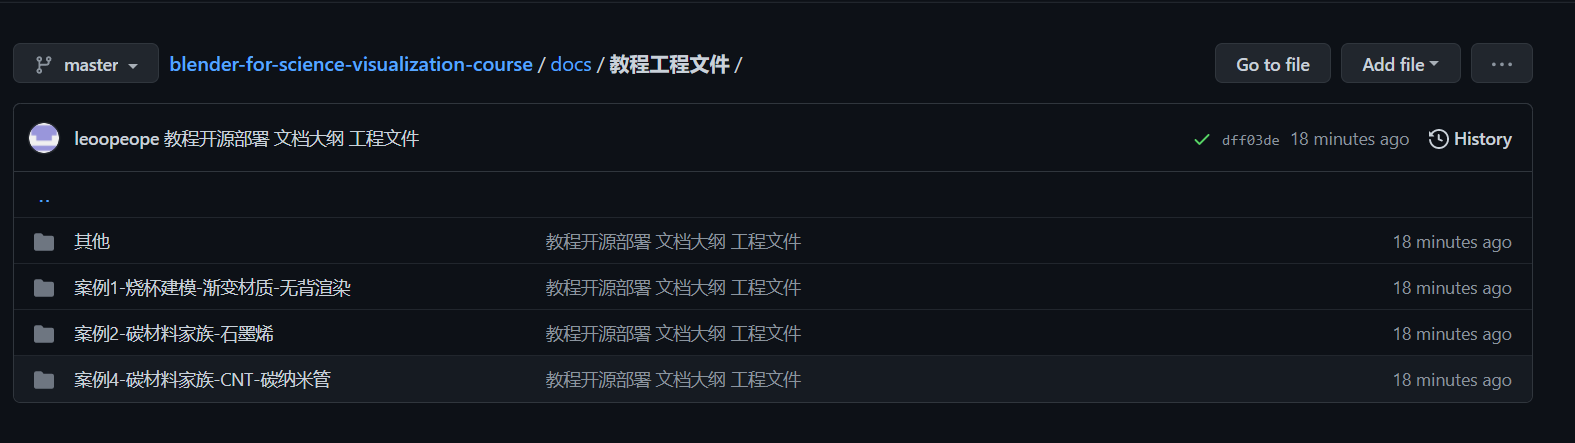 master blender-for-science-visualization-course / docs / 教程工程文件 / Go to file Add file ...
leoopeope 教程开源部署 文档大纲 工程文件 dff03de 18 minutes ago History
..
其他 教程开源部署 文档大纲 工程文件 18 minutes ago
案例1-烧杯建模-渐变材质-无背渲染 教程开源部署 文档大纲 工程文件 18 minutes ago
案例2-碳材料家族-石墨烯 教程开源部署 文档大纲 工程文件 18 minutes ago
案例4-碳材料家族-CNT-碳纳米管 教程开源部署 文档大纲 工程文件 18 minutes ago